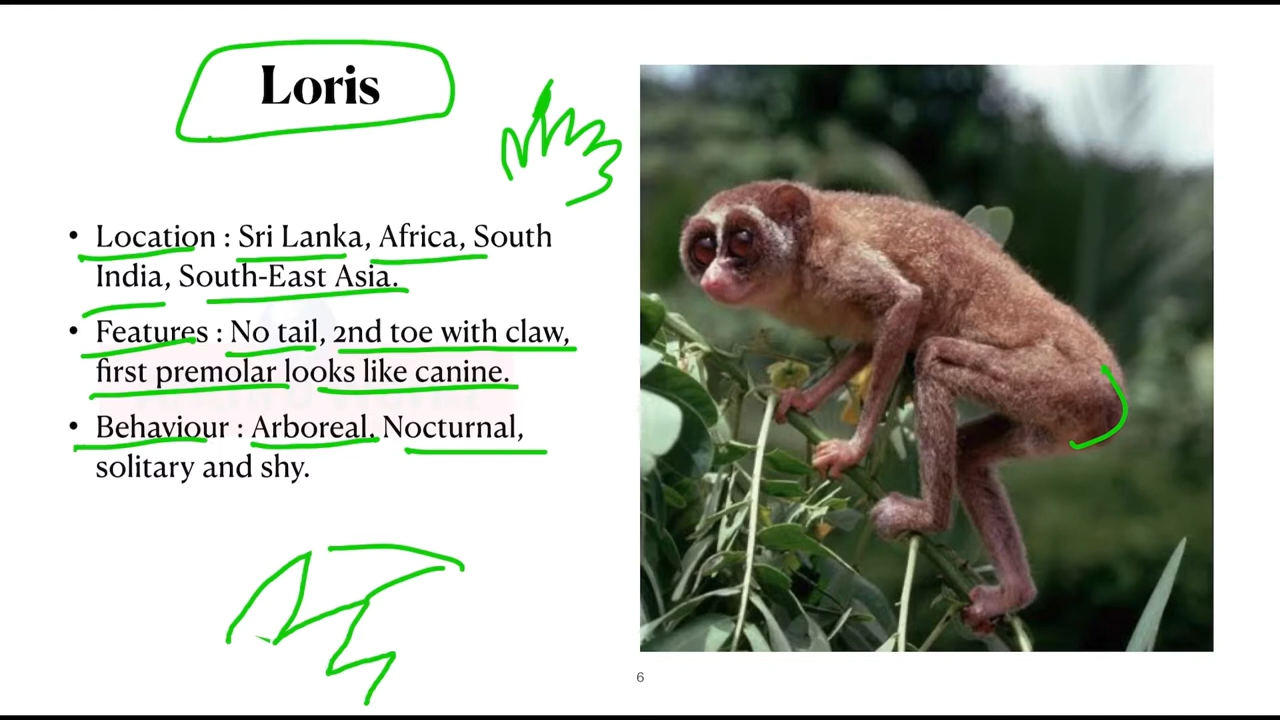 Loris
• Location : Sri Lanka, Africa, South
India, South-East Asia.
• Features : No tail, 2nd toe with claw,
first premolar looks like canine.
• Behaviour : Arboreal. Nocturnal,
solitary and shy.
6